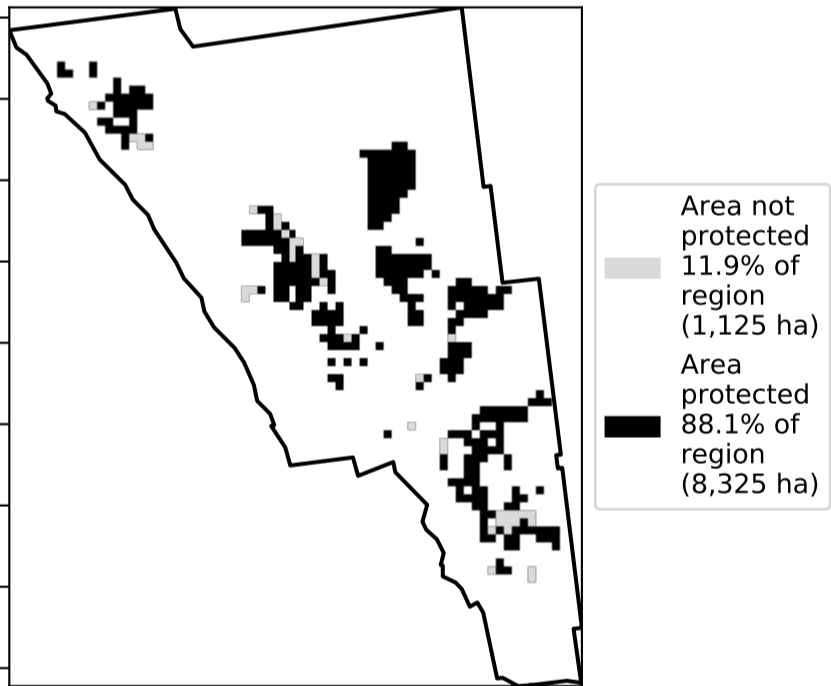 Area not
protected
11.9% of
region
(1,125 ha)
Area
protected
88.1% of
region
(8,325 ha)